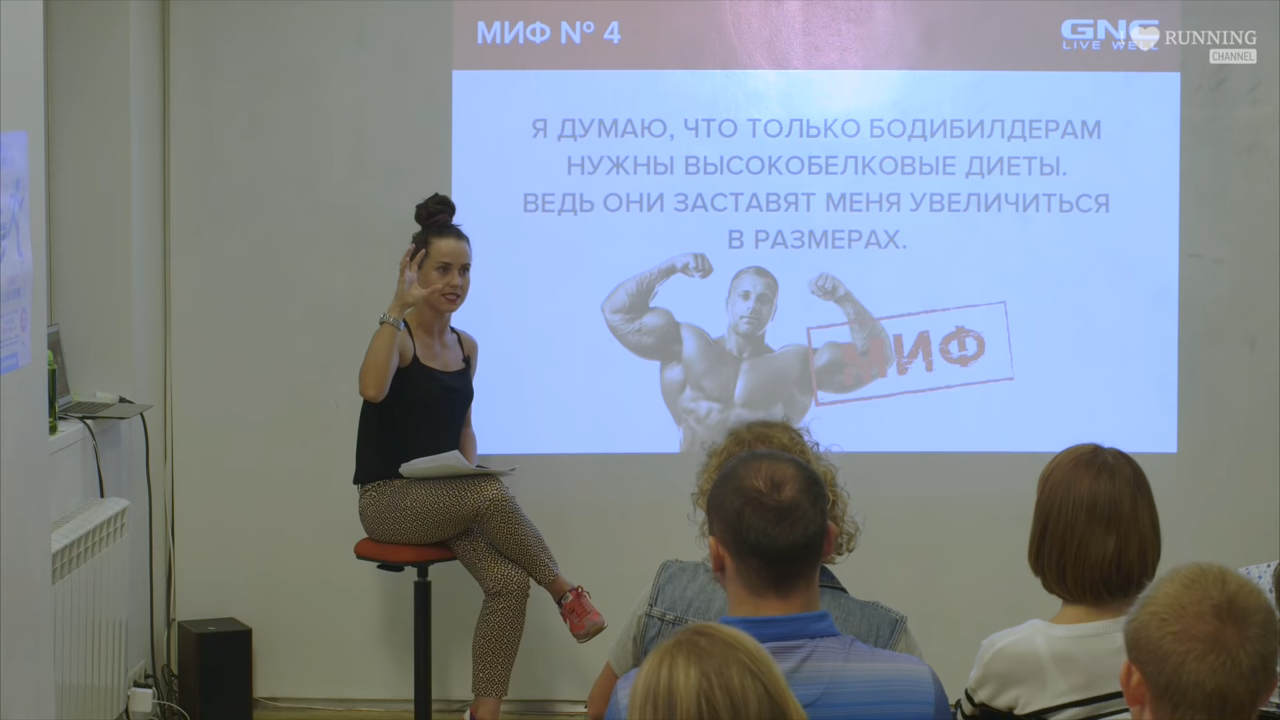 МИФ № 4
GNC
LIVE WELL
I
RUNNING
CHANNEL
Я ДУМАЮ, ЧТО ТОЛЬКО БОДИБИЛДЕРАМ
НУЖНЫ ВЫСОКОБЕЛКОВЫЕ ДИЕТЫ.
ВЕДЬ ОНИ ЗАСТАВЯТ МЕНЯ УВЕЛИЧИТЬСЯ
В РАЗМЕРАХ.
МИФ